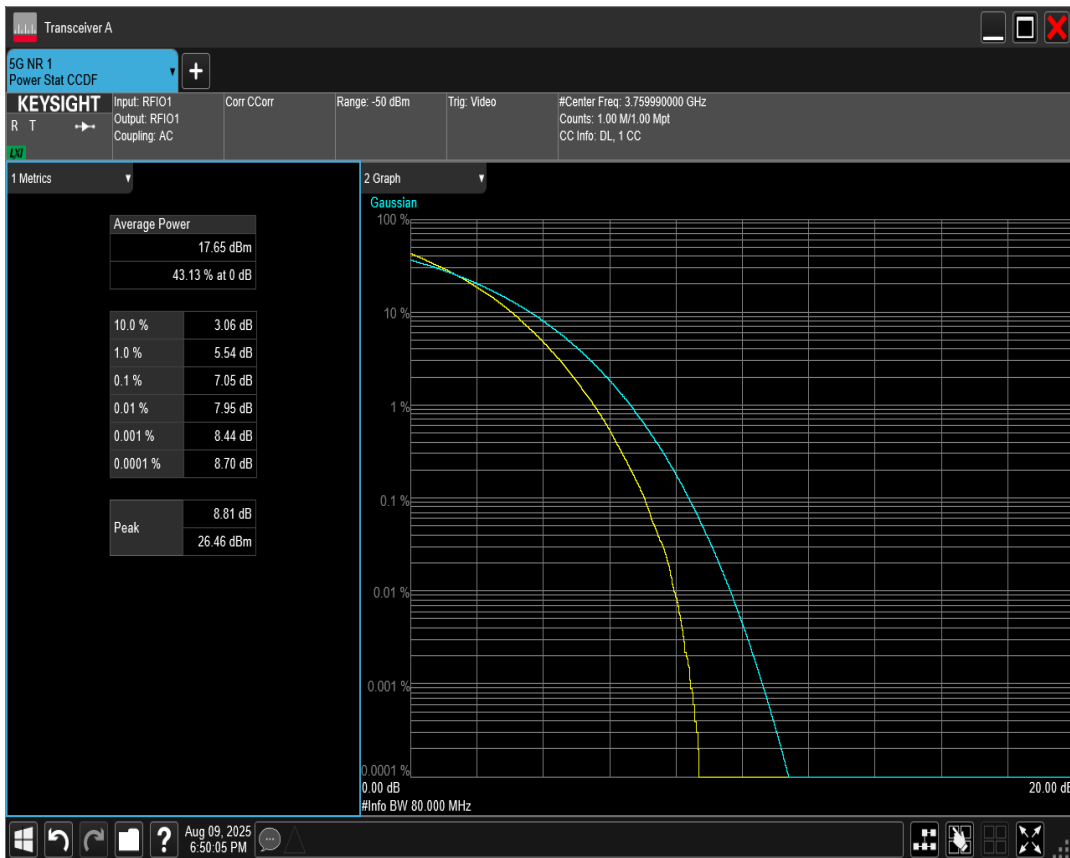 Transceiver A
5G NR 1
Power Stat CCDF
KEYSIGHT
R T
LXI
Input: RFIO1
Output: RFIO1
Coupling: AC
Corr CCorr
Range: -50 dBm
Trig: Video
#Center Freq: 3.759990000 GHz
Counts: 1.00 M/1.00 Mpt
CC Info: DL, 1 CC
1 Metrics
Average Power
17.65 dBm
43.13 % at 0 dB
10.0 % 3.06 dB
1.0 % 5.54 dB
0.1 % 7.05 dB
0.01 % 7.95 dB
0.001 % 8.44 dB
0.0001 % 8.70 dB
Peak
8.81 dB
26.46 dBm
2 Graph
Gaussian
100 %
10 %
1 %
0.1 %
0.01 %
0.001 %
0.0001 %
0.00 dB 20.00 dB
#Info BW 80.000 MHz
Aug 09, 2025
6:50:05 PM